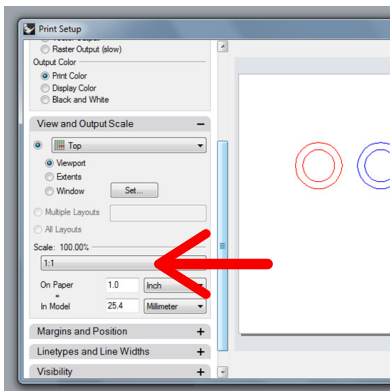 Print Setup
Raster Output (slow)
Output Color
Print Color
Display Color
Black and White
View and Output Scale
Top
Viewport
Extents
Window Set...
Multiple Layouts
All Layouts
Scale: 100.00%
1:1
On Paper 1.0 Inch
=
In Model 25.4 Millimeter
Margins and Position +
Linetypes and Line Widths +
Visibility +